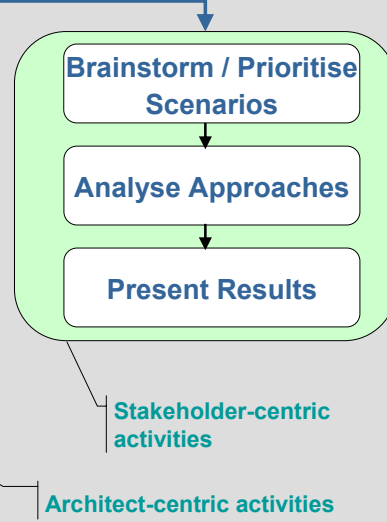 Brainstorm / Prioritise
Scenarios
Analyse Approaches
Present Results
Stakeholder-centric
activities
Architect-centric activities